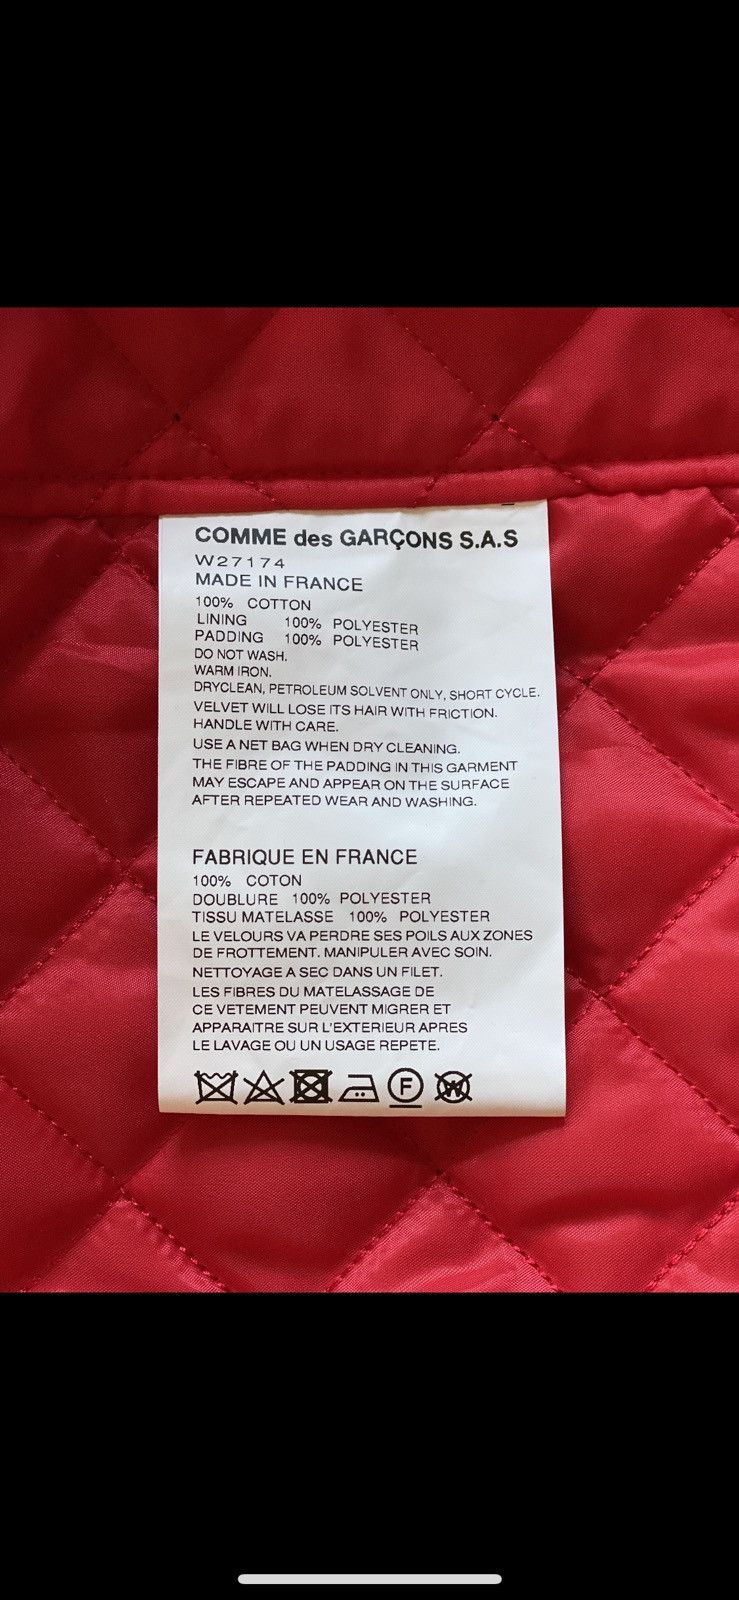 COMME des GARÇONS S.A.S
W27174
MADE IN FRANCE
100% COTTON
LINING 100% POLYESTER
PADDING 100% POLYESTER
DO NOT WASH.
WARM IRON.
DRYCLEAN, PETROLEUM SOLVENT ONLY, SHORT CYCLE.
VELVET WILL LOSE ITS HAIR WITH FRICTION.
HANDLE WITH CARE.
USE A NET BAG WHEN DRY CLEANING.
THE FIBRE OF THE PADDING IN THIS GARMENT
MAY ESCAPE AND APPEAR ON THE SURFACE
AFTER REPEATED WEAR AND WASHING.
FABRIQUE EN FRANCE
100% COTON
DOUBLURE 100% POLYESTER
TISSU MATELASSE 100% POLYESTER
LE VELOURS VA PERDRE SES POILS AUX ZONES
DE FROTTEMENT. MANIPULER AVEC SOIN.
NETTOYAGE A SEC DANS UN FILET.
LES FIBRES DU MATELASSAGE DE
CE VETEMENT PEUVENT MIGRER ET
APPARAITRE SUR L'EXTERIEUR APRES
LE LAVAGE OU UN USAGE REPETE.
F W